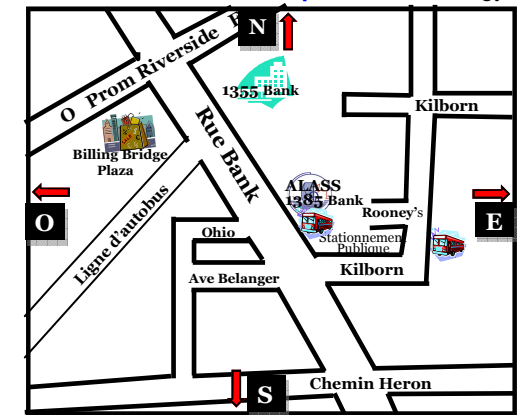 N
O Prom Riverside
1355 Bank
Kilborn
Rue Bank
Billing Bridge
Plaza
ALASS
1385 Bank
Rooney's
O
E
Ligne d'autobus
Ohio
Stationnement
Publique
Kilborn
Ave Belanger
S
Chemin Heron